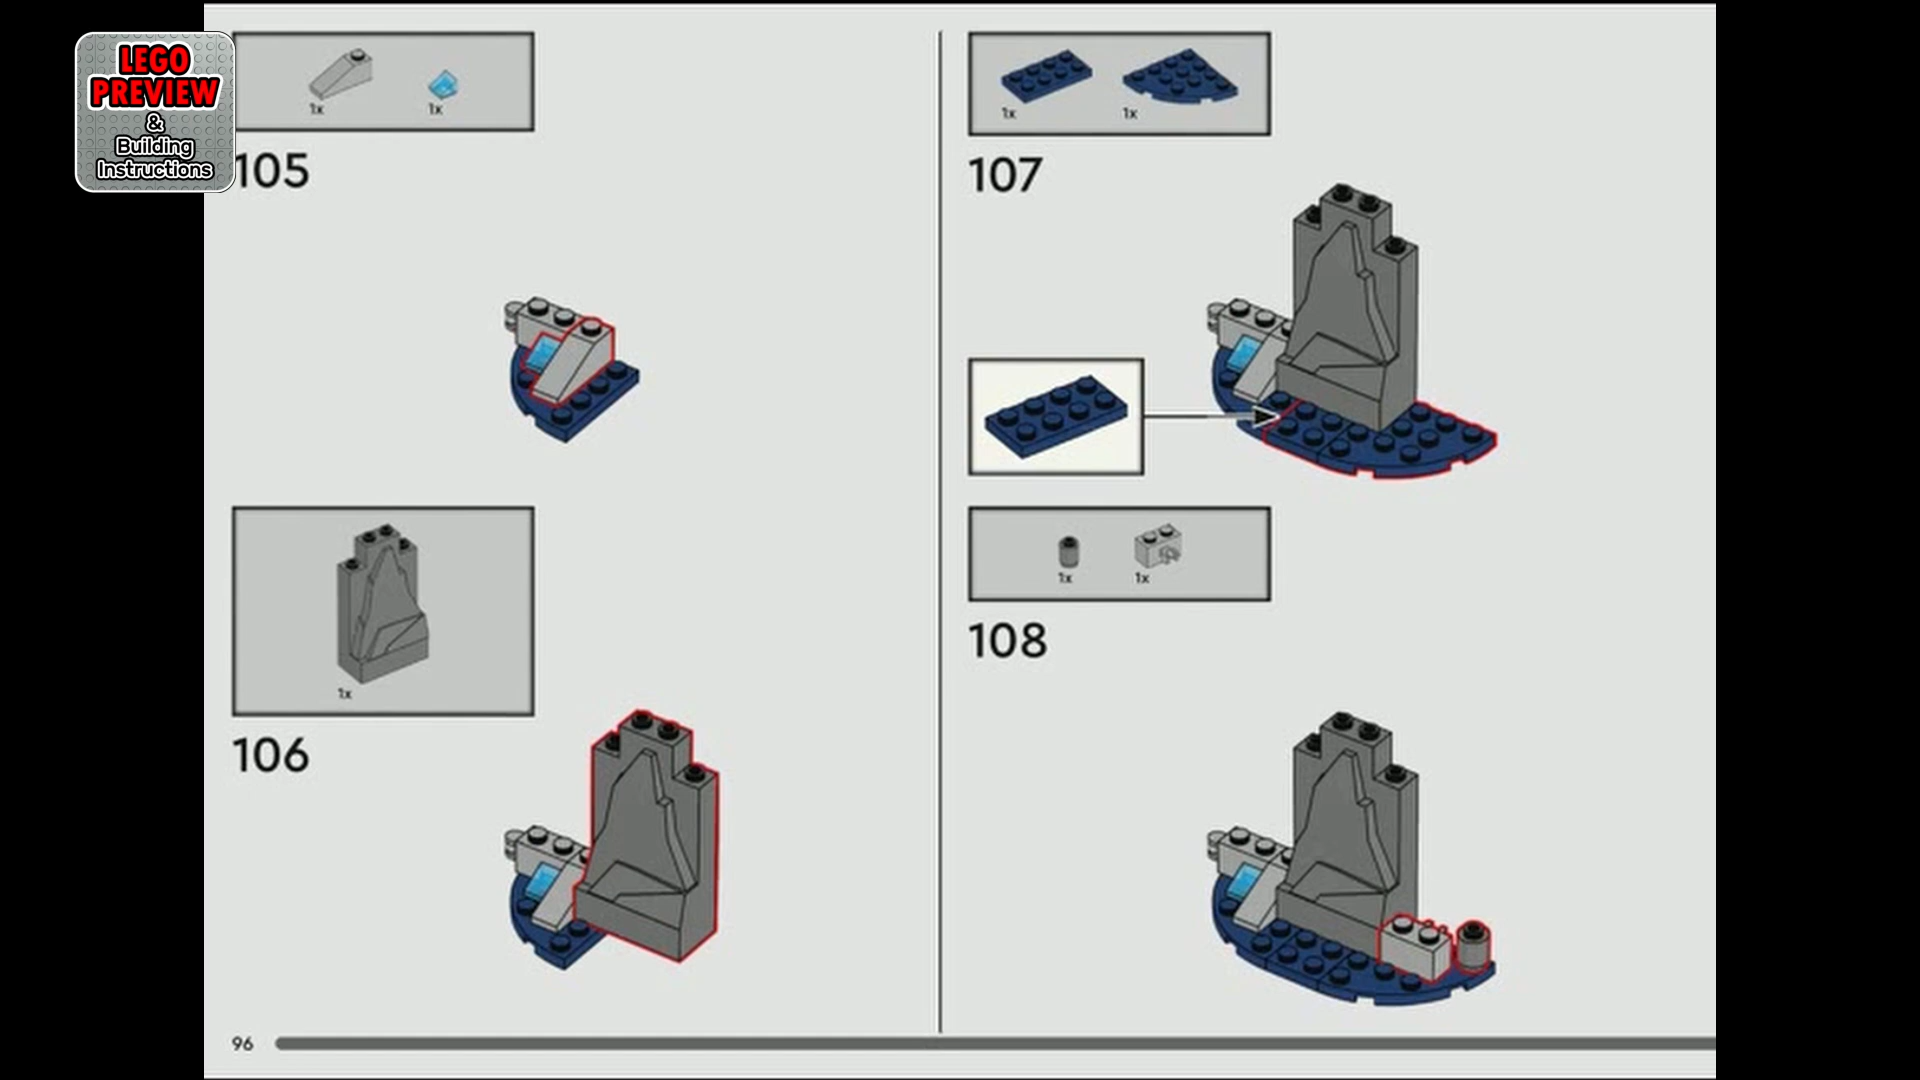 LEGO
PREVIEW
&
Building
Instructions
1x 1x
105
1x
106
1x 1x
107
1x 1x
108
96